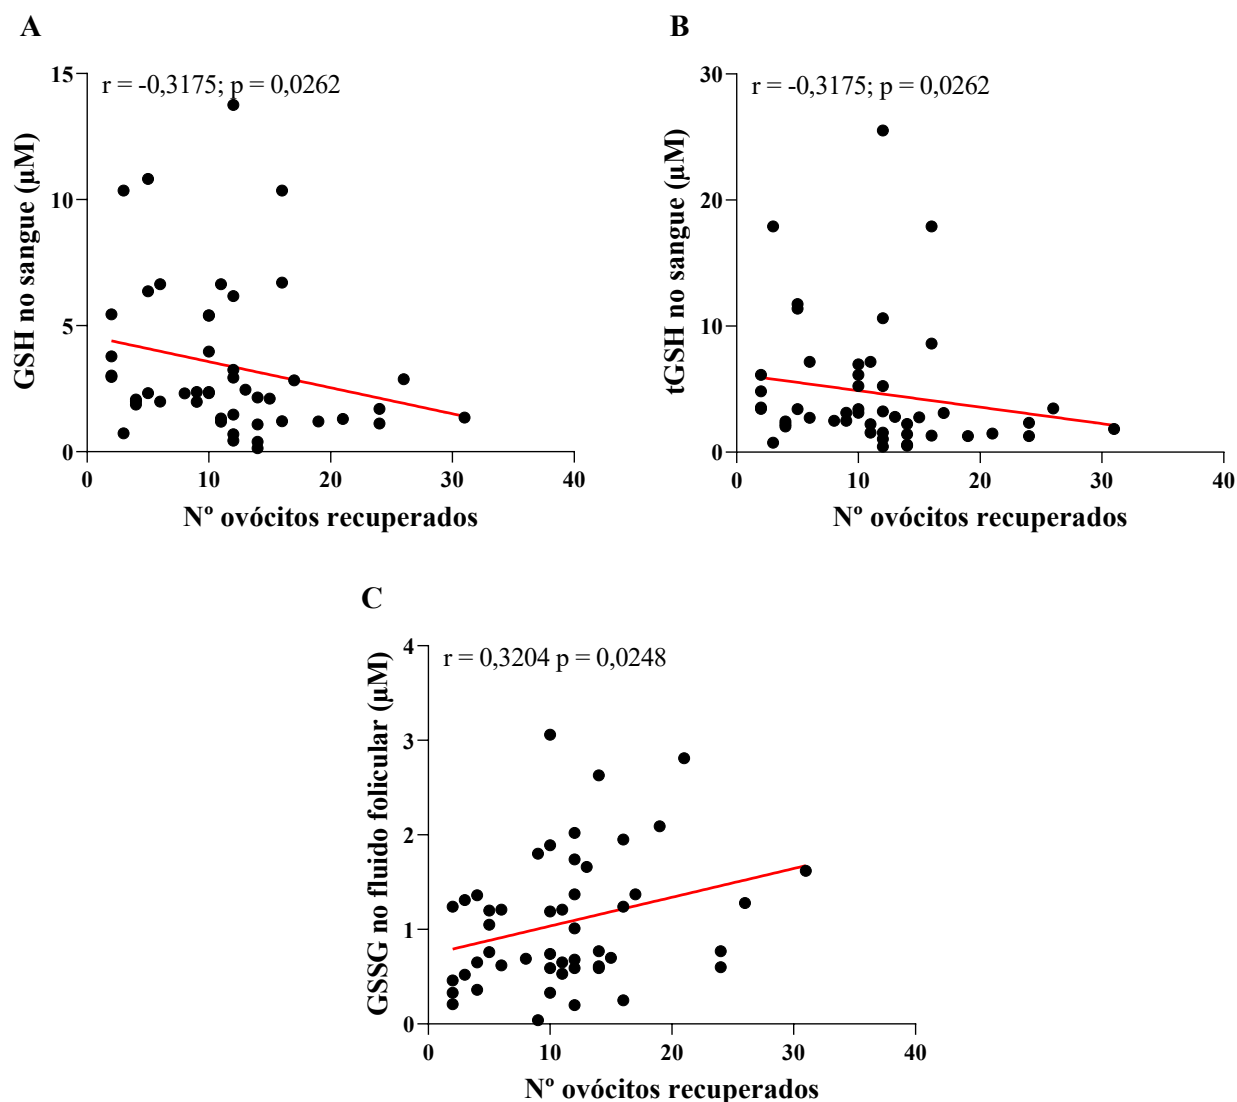 A
r = -0,3175; p = 0,0262
15
10
5
0
GSH no sangue (µM)
0 10 20 30 40
Nº ovócitos recuperados
B
r = -0,3175; p = 0,0262
30
20
10
0
tGSH no sangue (µM)
0 10 20 30 40
Nº ovócitos recuperados
C
r = 0,3204 p = 0,0248
4
3
2
1
0
GSSG no fluido folicular (µM)
0 10 20 30 40
Nº ovócitos recuperados